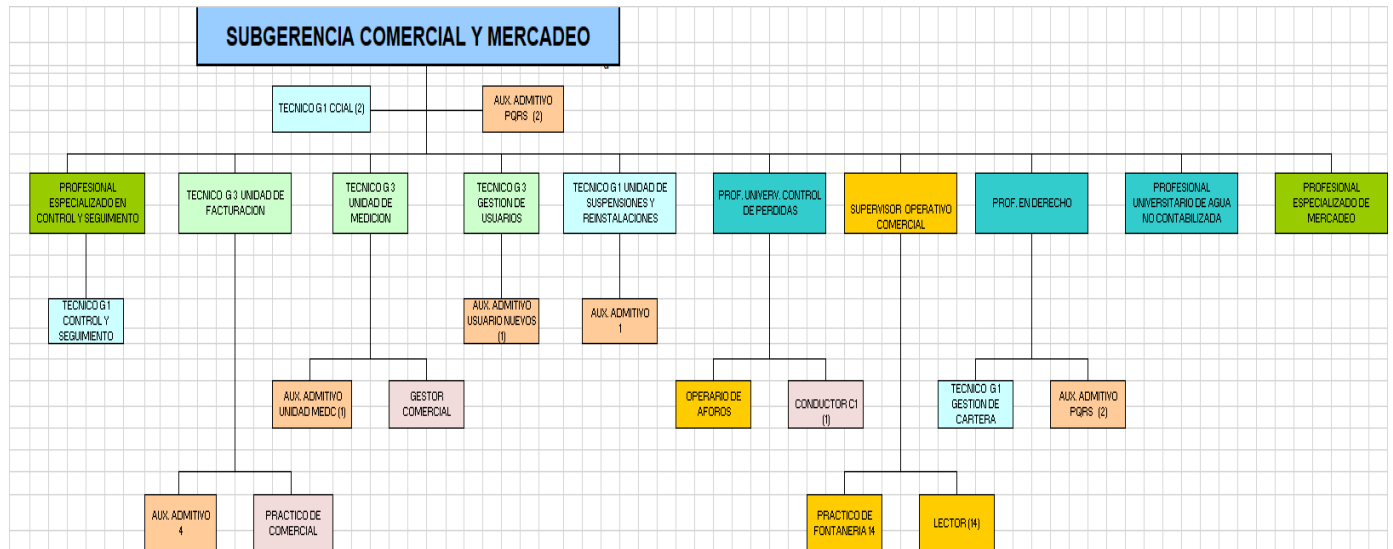 SUBGERENCIA COMERCIAL Y MERCADEO
TECNICO G1 CCIAL (2)
AUX. ADMITIVO
PQRS (2)
PROFESIONAL
ESPECIALIZADO EN
CONTROL Y SEGUIMIENTO
TECNICO G.3 UNIDAD DE
FACTURACION
TECNICO G3
UNIDAD DE
MEDICION
TECNICO G3
GESTION DE
USUARIOS
TECNICO G1 UNIDAD DE
SUSPENSIONES Y
REINSTALACIONES
PROF. UNIVERV. CONTROL
DE PERDIDAS
SUPERVISOR OPERATIVO
COMERCIAL
PROF. EN DERECHO
PROFESIONAL
UNIVERSITARIO DE AGUA
NO CONTABILIZADA
PROFESIONAL
ESPECIALIZADO DE
MERCADEO
TECNICO G1
CONTROL Y
SEGUIMIENTO
AUX. ADMITIVO
USUARIO NUEVOS
(1)
AUX. ADMITIVO
1
AUX. ADMITIVO
UNIDAD MEDC (1)
GESTOR
COMERCIAL
OPERARIO DE
AFOROS
CONDUCTOR C1
(1)
TECNICO G1
GESTION DE
CARTERA
AUX. ADMITIVO
PQRS (2)
AUX. ADMITIVO
4
PRACTICO DE
COMERCIAL
PRACTICO DE
FONTANERIA 14
LECTOR (14)